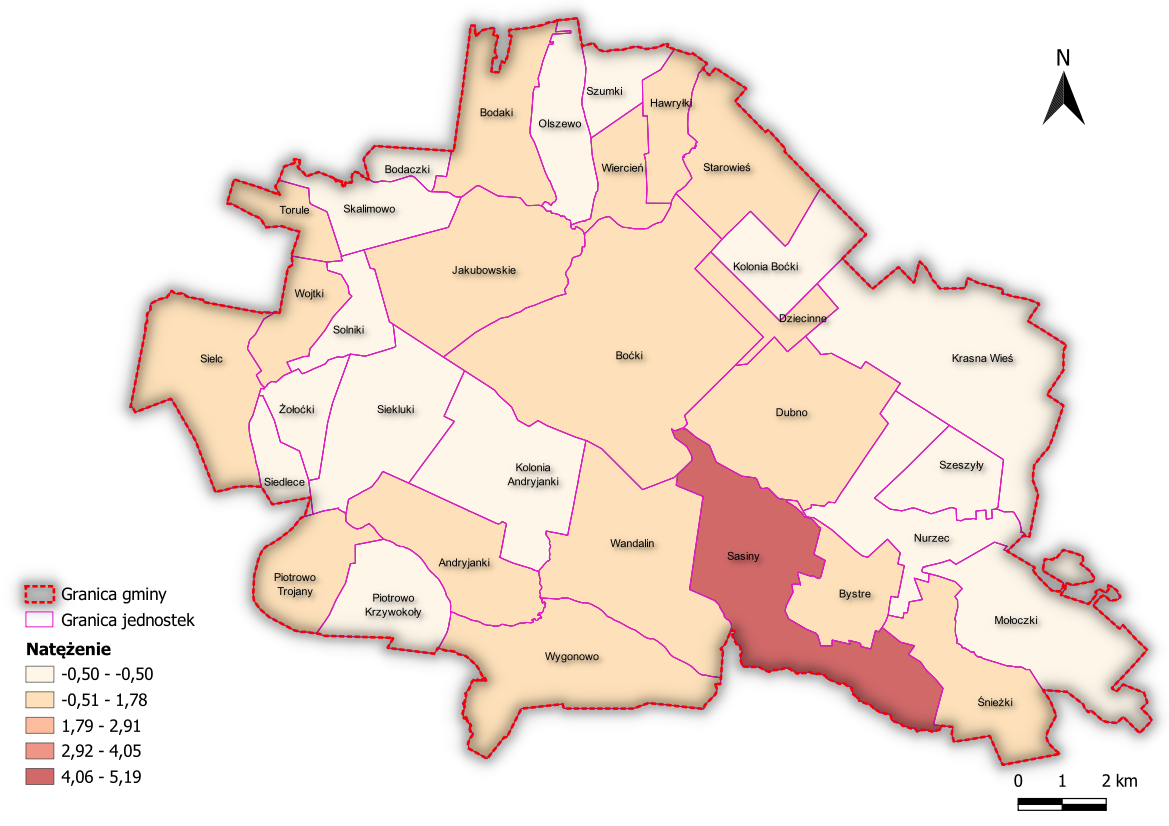 N
Szumki
Hawryłki
Bodaki
Olszewo
Bodaczki
Wiercień
Starowieś
Torule
Skalimowo
Jakubowskie
Kolonia Boćki
Wojtki
Dziecinne
Solniki
Sielc
Boćki
Krasna Wieś
Żołoćki
Siekluki
Dubno
Kolonia
Andryjanki
Szeszyły
Siedlece
Nurzec
Wandalin
Sasiny
Andryjanki
Piotrowo
Trojany
Bystre
Piotrowo
Krzywokoły
Mołoczki
Wygonowo
Śnieżki
Granica gminy
Granica jednostek
Natężenie
-0,50 - -0,50
-0,51 - 1,78
1,79 - 2,91
2,92 - 4,05
4,06 - 5,19
0 1 2 km